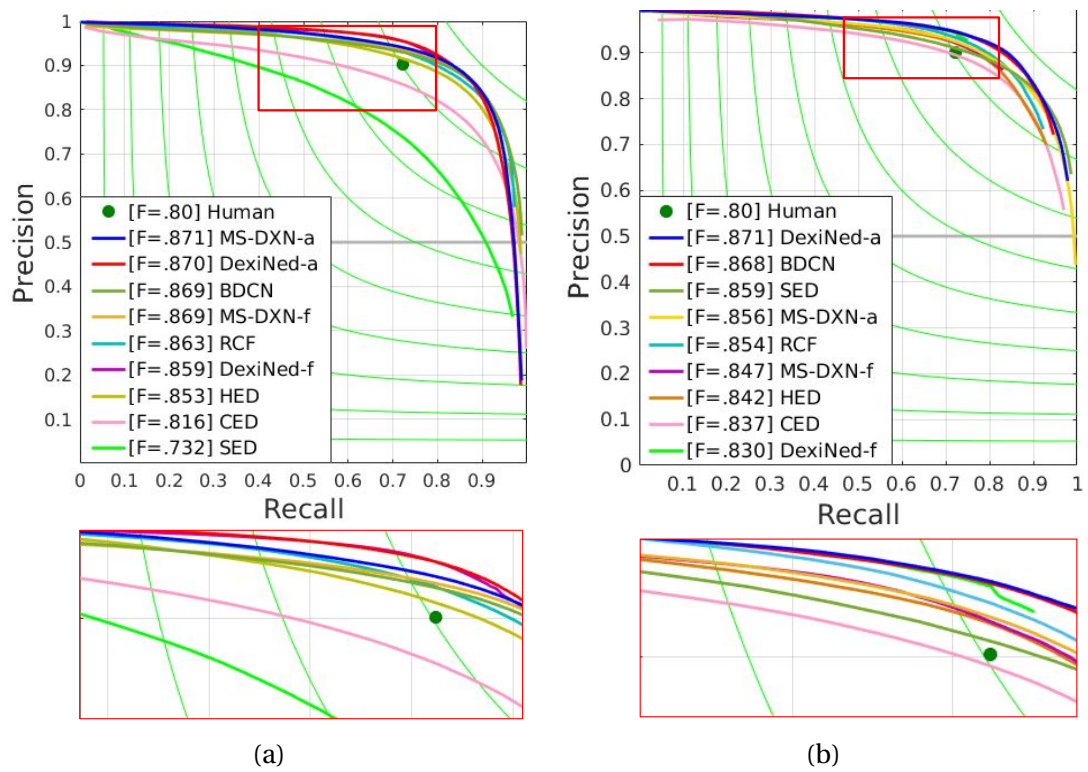 1
0.9
0.8
0.7
0.6
0.5
0.4
0.3
0.2
0.1
Precision
[F=.80] Human
[F=.871] MS-DXN-a
[F=.870] DexiNed-a
[F=.869] BDCN
[F=.869] MS-DXN-f
[F=.863] RCF
[F=.859] DexiNed-f
[F=.853] HED
[F=.816] CED
[F=.732] SED
0 0.1 0.2 0.3 0.4 0.5 0.6 0.7 0.8 0.9
Recall
(a)
0.9
0.8
0.7
0.6
0.5
0.4
0.3
0.2
0.1
0
Precision
[F=.80] Human
[F=.871] DexiNed-a
[F=.868] BDCN
[F=.859] SED
[F=.856] MS-DXN-a
[F=.854] RCF
[F=.847] MS-DXN-f
[F=.842] HED
[F=.837] CED
[F=.830] DexiNed-f
0.1 0.2 0.3 0.4 0.5 0.6 0.7 0.8 0.9 1
Recall
(b)